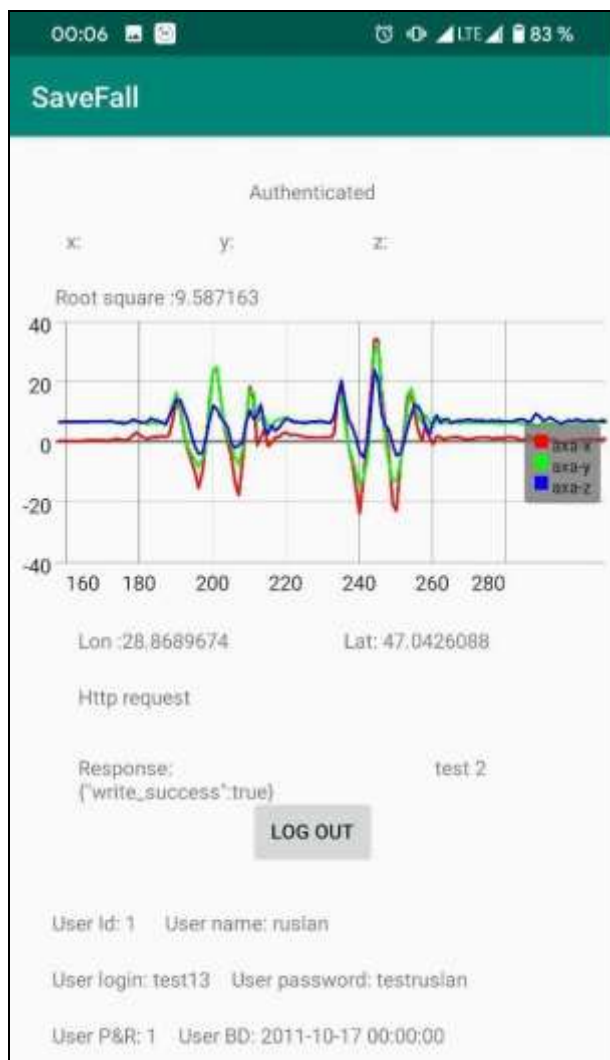 00:06 LTE 83 %
SaveFall
Authenticated
x: y: z:
Root square :9.587163
40
20
0
-20
-40
axa-x
axa-y
axa-z
160 180 200 220 240 260 280
Lon :28.8689674 Lat: 47.0426088
Http request
Response: test 2
{"write_success":true}
LOG OUT
User Id: 1 User name: ruslan
User login: test13 User password: testruslan
User P&R: 1 User BD: 2011-10-17 00:00:00